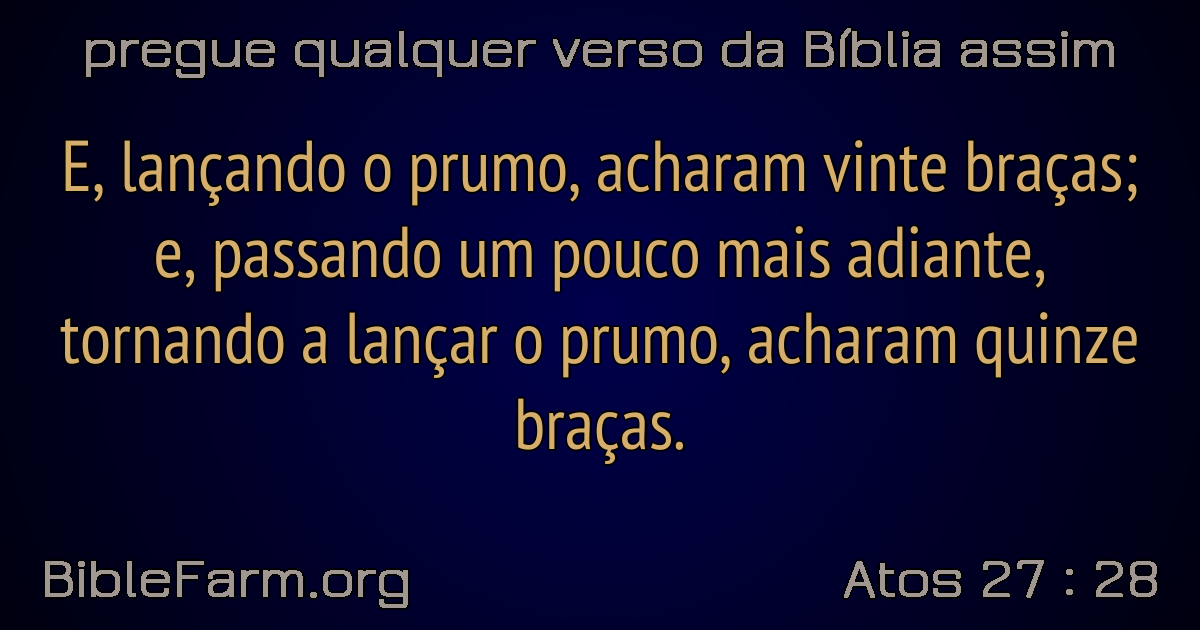 pregue qualquer verso da Bíblia assim
E, lançando o prumo, acharam vinte braças;
e, passando um pouco mais adiante,
tornando a lançar o prumo, acharam quinze
braças.
BibleFarm.org
Atos 27 : 28